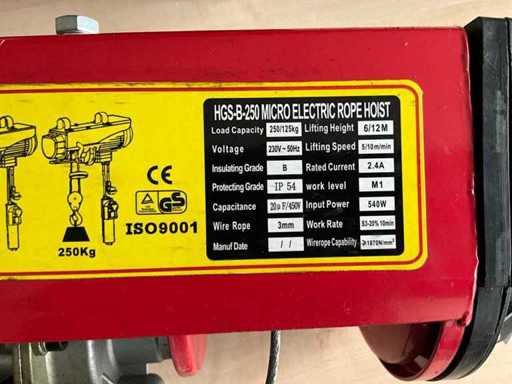 HGS-B-250 MICRO ELECTRIC ROPE HOIST
Load Capacity 250/125kg Lifting Height 6/12M
Voltage 230V~50Hz Lifting Speed 5/10m/min
Insulating Grade B Rated Current 2.4A
Protecting Grade IP 54 work level M1
Capacitance 20μF/450V Input Power 540W
Wire Rope 3mm Work Rate S3-20% 10min
Manuf Date / / Wirerope Capability ≥1870N/mm²
CE
TÜV GS
ISO9001
250Kg